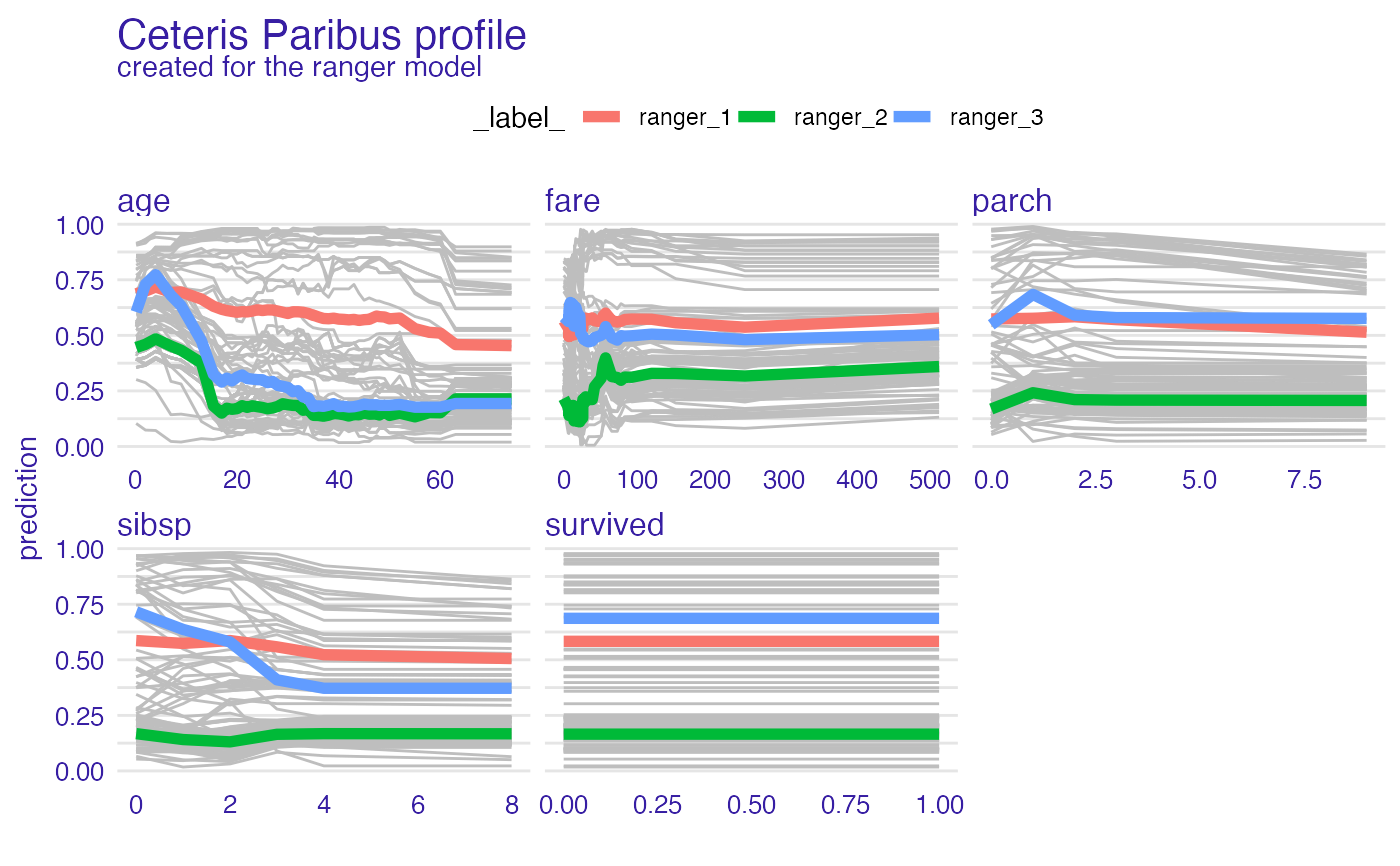 Ceteris Paribus profile
created for the ranger model
_label_ ranger_1 ranger_2 ranger_3
age fare parch
1.00
0.75
0.50
0.25
0.00
0 20 40 60 0 100 200 300 400 500 0.0 2.5 5.0 7.5
prediction
sibsp survived
1.00
0.75
0.50
0.25
0.00
0 2 4 6 8 0.00 0.25 0.50 0.75 1.00